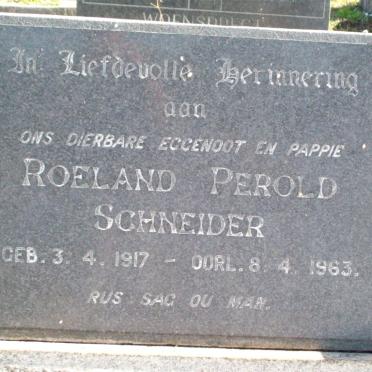 In Liefdevolle Herinnering
aan
ONS DIERBARE EGGENOOT EN PAPPIE
ROELAND PEROLD
SCHNEIDER
GEB. 3. 4. 1917 - OORL. 8. 4. 1963.
RUS SAG OU MAN.